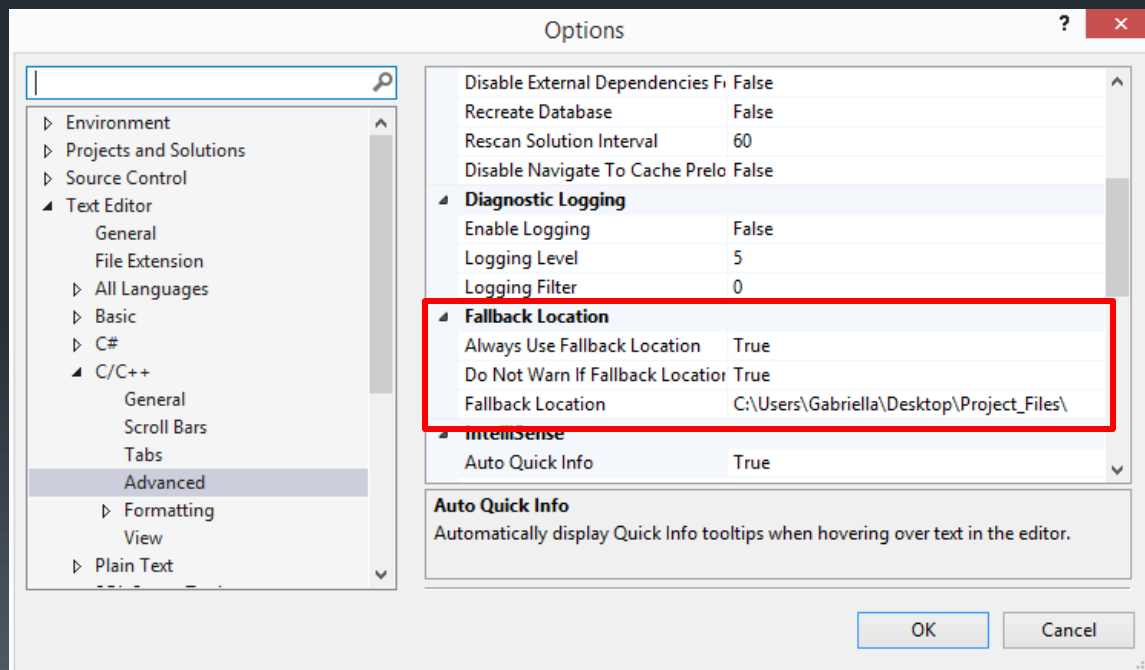 Options
?
Environment
Projects and Solutions
Source Control
Text Editor
General
File Extension
All Languages
Basic
C#
C/C++
General
Scroll Bars
Tabs
Advanced
Formatting
View
Plain Text
Disable External Dependencies Fo False
Recreate Database False
Rescan Solution Interval 60
Disable Navigate To Cache Prelo False
Diagnostic Logging
Enable Logging False
Logging Level 5
Logging Filter 0
Fallback Location
Always Use Fallback Location True
Do Not Warn If Fallback Location True
Fallback Location C:\Users\Gabriella\Desktop\Project_Files\
IntelliSense
Auto Quick Info True
Auto Quick Info
Automatically display Quick Info tooltips when hovering over text in the editor.
OK
Cancel